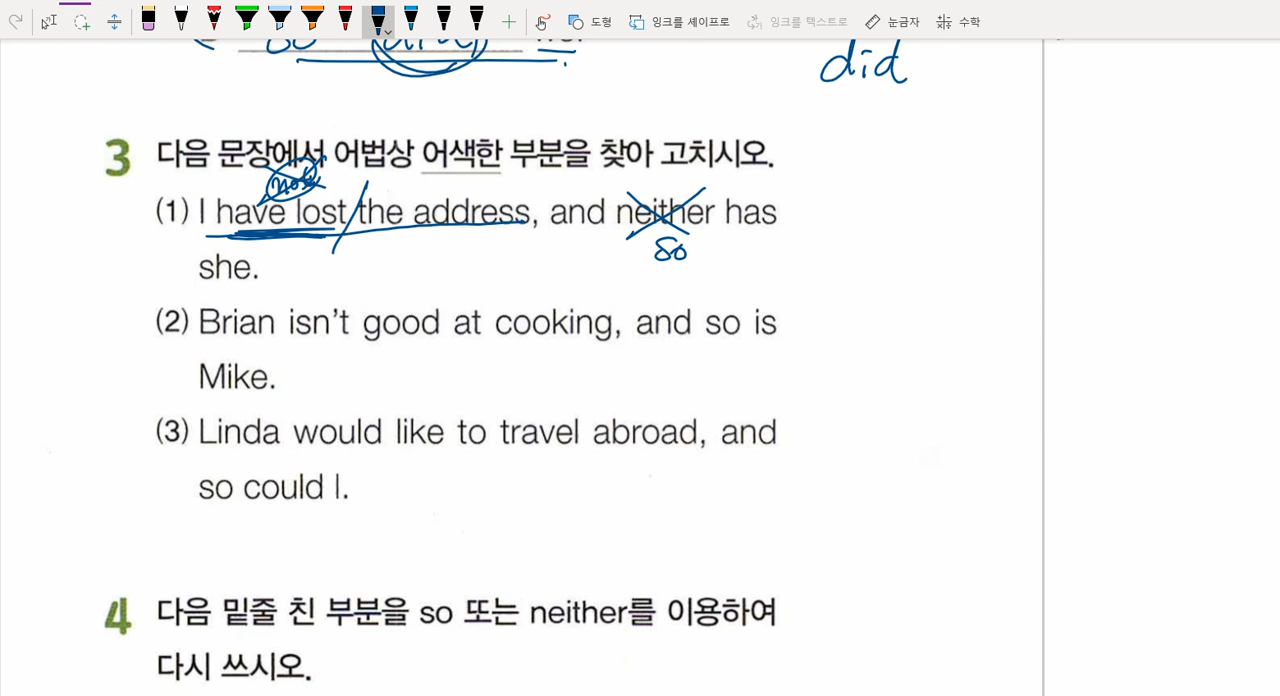 도형 잉크를 셰이프로 잉크를 텍스트로 눈금자 수학
did
3 다음 문장에서 어법상 어색한 부분을 찾아 고치시오.
not
(1) I have lost the address, and neither has
so
she.
(2) Brian isn't good at cooking, and so is
Mike.
(3) Linda would like to travel abroad, and
so could I.
4 다음 밑줄 친 부분을 so 또는 neither를 이용하여
다시 쓰시오.